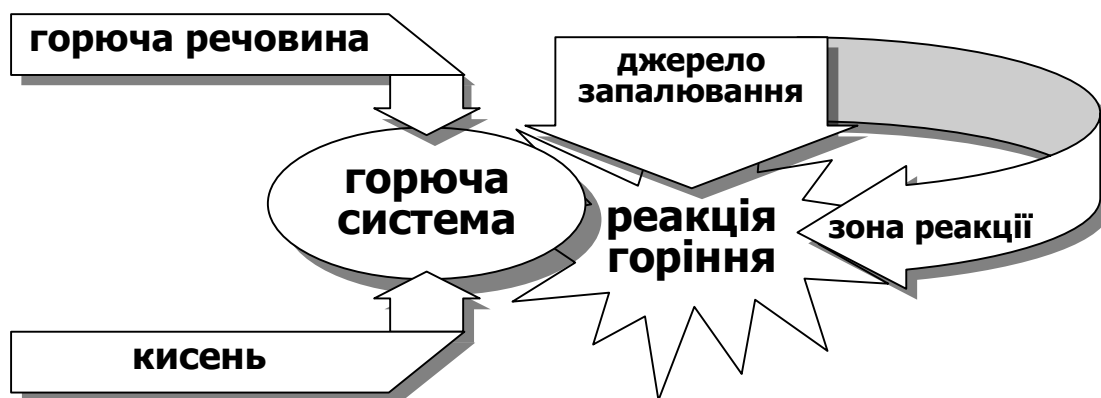 горюча речовина
джерело
запалювання
горюча
система
реакція
горіння
зона реакції
кисень